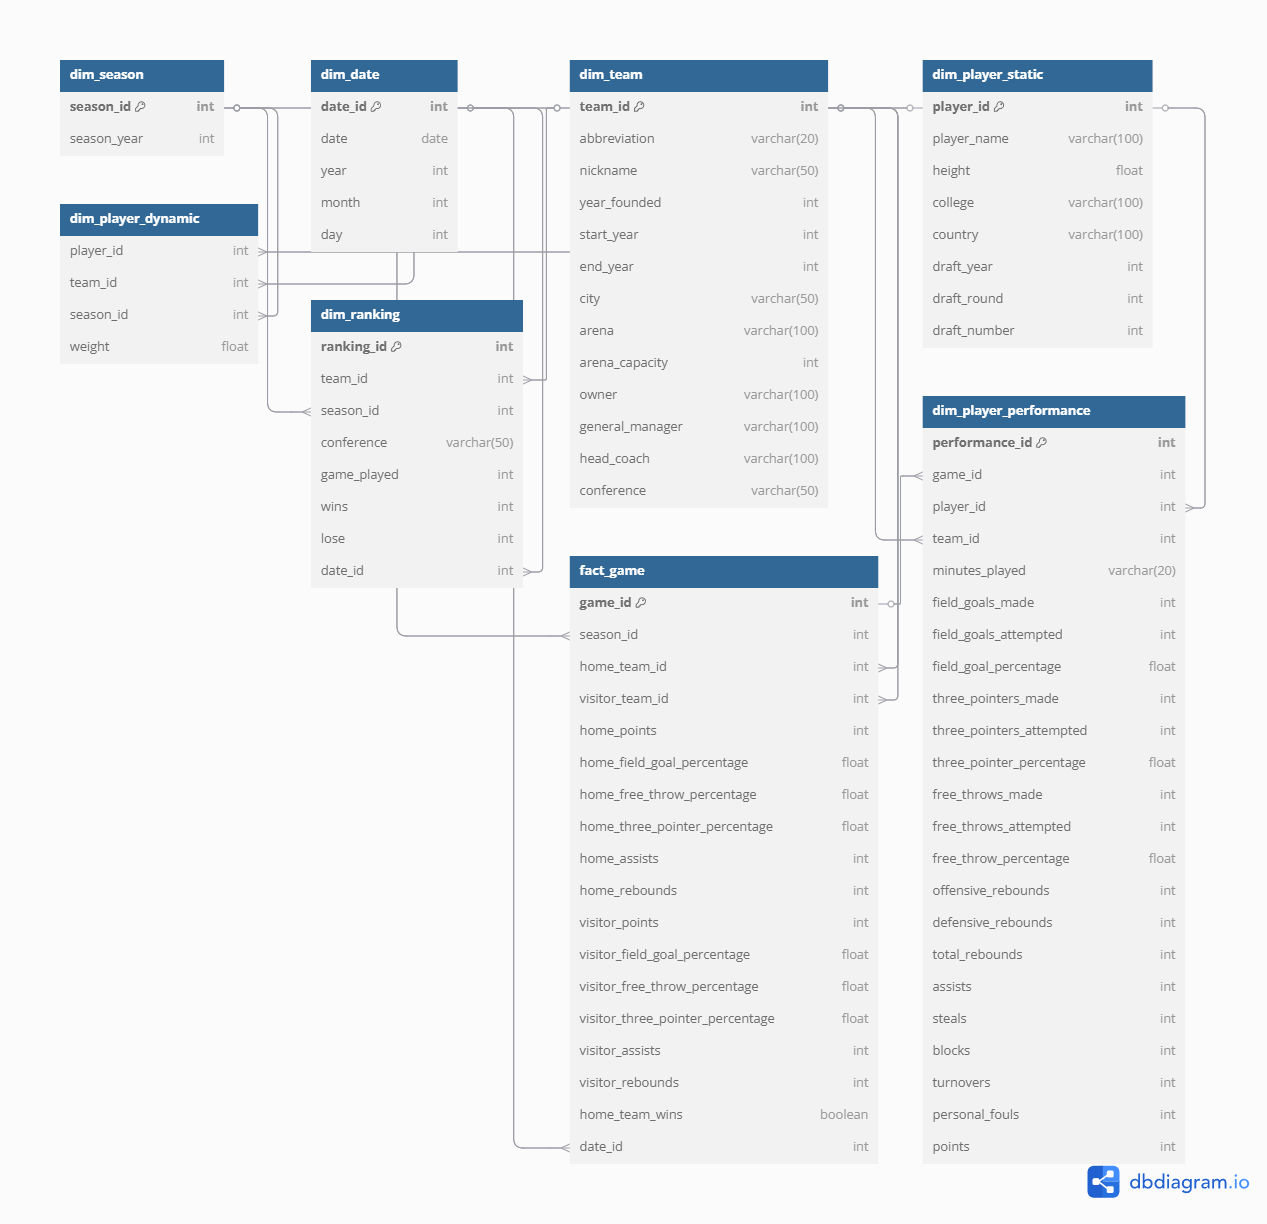 dim_season
season_id int
season_year int
dim_date
date_id int
date date
year int
month int
day int
dim_team
team_id int
abbreviation varchar(20)
nickname varchar(50)
year_founded int
start_year int
end_year int
city varchar(50)
arena varchar(100)
arena_capacity int
owner varchar(100)
general_manager varchar(100)
head_coach varchar(100)
conference varchar(50)
dim_player_static
player_id int
player_name varchar(100)
height float
college varchar(100)
country varchar(100)
draft_year int
draft_round int
draft_number int
dim_player_dynamic
player_id int
team_id int
season_id int
weight float
dim_ranking
ranking_id int
team_id int
season_id int
conference varchar(50)
game_played int
wins int
lose int
date_id int
fact_game
game_id int
season_id int
home_team_id int
visitor_team_id int
home_points int
home_field_goal_percentage float
home_free_throw_percentage float
home_three_pointer_percentage float
home_assists int
home_rebounds int
visitor_points int
visitor_field_goal_percentage float
visitor_free_throw_percentage float
visitor_three_pointer_percentage float
visitor_assists int
visitor_rebounds int
home_team_wins boolean
date_id int
dim_player_performance
performance_id int
game_id int
player_id int
team_id int
minutes_played varchar(20)
field_goals_made int
field_goals_attempted int
field_goal_percentage float
three_pointers_made int
three_pointers_attempted int
three_pointer_percentage float
free_throws_made int
free_throws_attempted int
free_throw_percentage float
offensive_rebounds int
defensive_rebounds int
total_rebounds int
assists int
steals int
blocks int
turnovers int
personal_fouls int
points int
dbdiagram.io